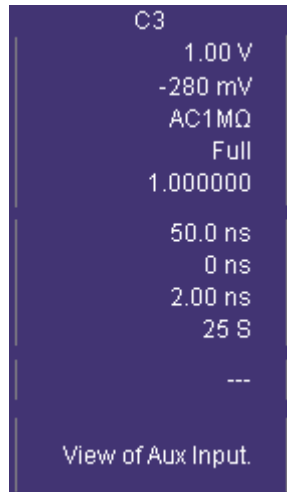 C3
1.00 V
-280 mV
AC1MΩ
Full
1.000000
50.0 ns
0 ns
2.00 ns
25 S
---
View of Aux Input.